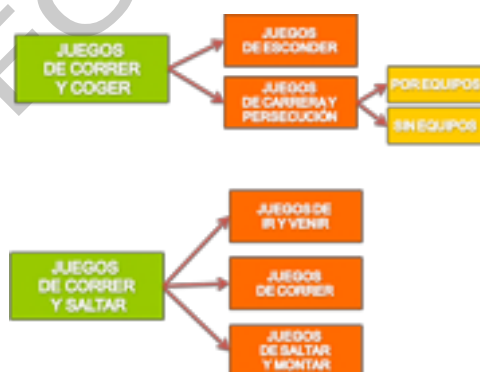 JUEGOS
DE CORRER
Y COGER
JUEGOS
DE ESCONDER
JUEGOS
DE CARRERA Y
PERSECUCIÓN
POR EQUIPOS
SIN EQUIPOS
JUEGOS
DE CORRER
Y SALTAR
JUEGOS DE
IR Y VENIR
JUEGOS
DE CORRER
JUEGOS
DE SALTAR
Y MONTAR